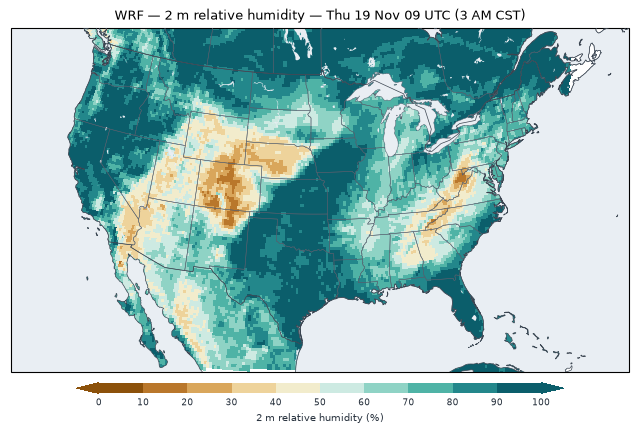 WRF — 2 m relative humidity — Thu 19 Nov 09 UTC (3 AM CST)
0 10 20 30 40 50 60 70 80 90 100
2 m relative humidity (%)